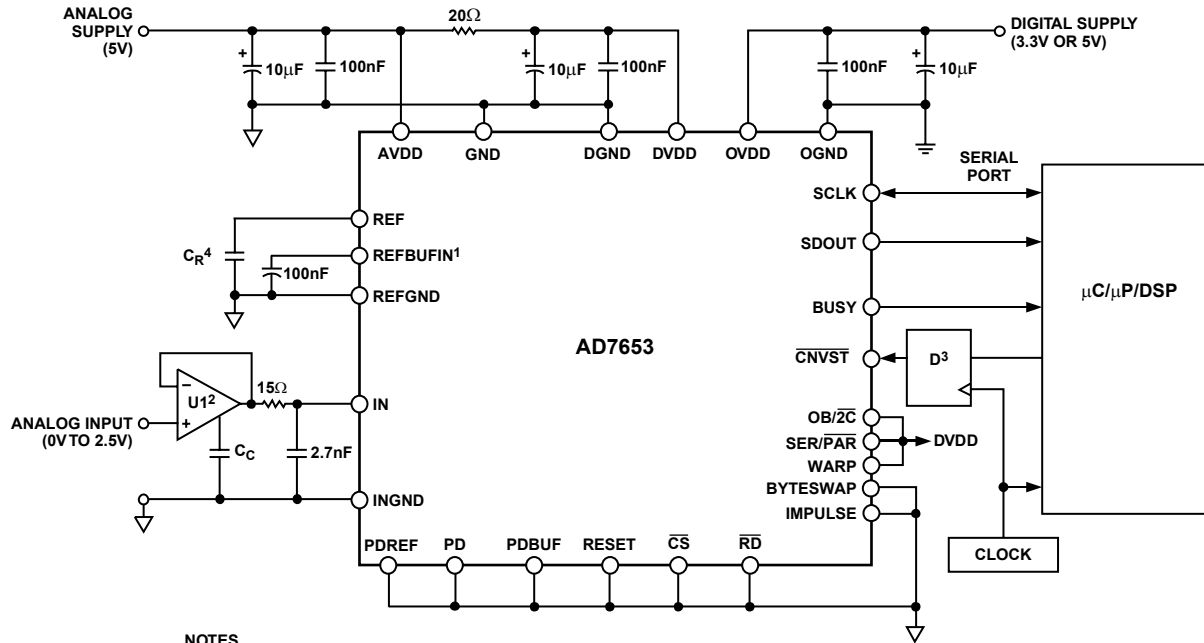 ANALOG
SUPPLY
(5V)
20Ω
DIGITAL SUPPLY
(3.3V OR 5V)
+
10μF
100nF
+
10μF
100nF
100nF
+
10μF
AVDD
GND
DGND
DVDD
OVDD
OGND
SERIAL
PORT
SCLK
REF
CR4
REFBUFIN1
100nF
REFGND
SDOUT
BUSY
μC/μP/DSP
AD7653
CNVST
D3
–
U12
+
15Ω
IN
ANALOG INPUT
(0V TO 2.5V)
CC
2.7nF
INGND
OB/2C
SER/PAR
DVDD
WARP
BYTESWAP
IMPULSE
PDREF
PD
PDBUF
RESET
CS
RD
CLOCK
NOTES